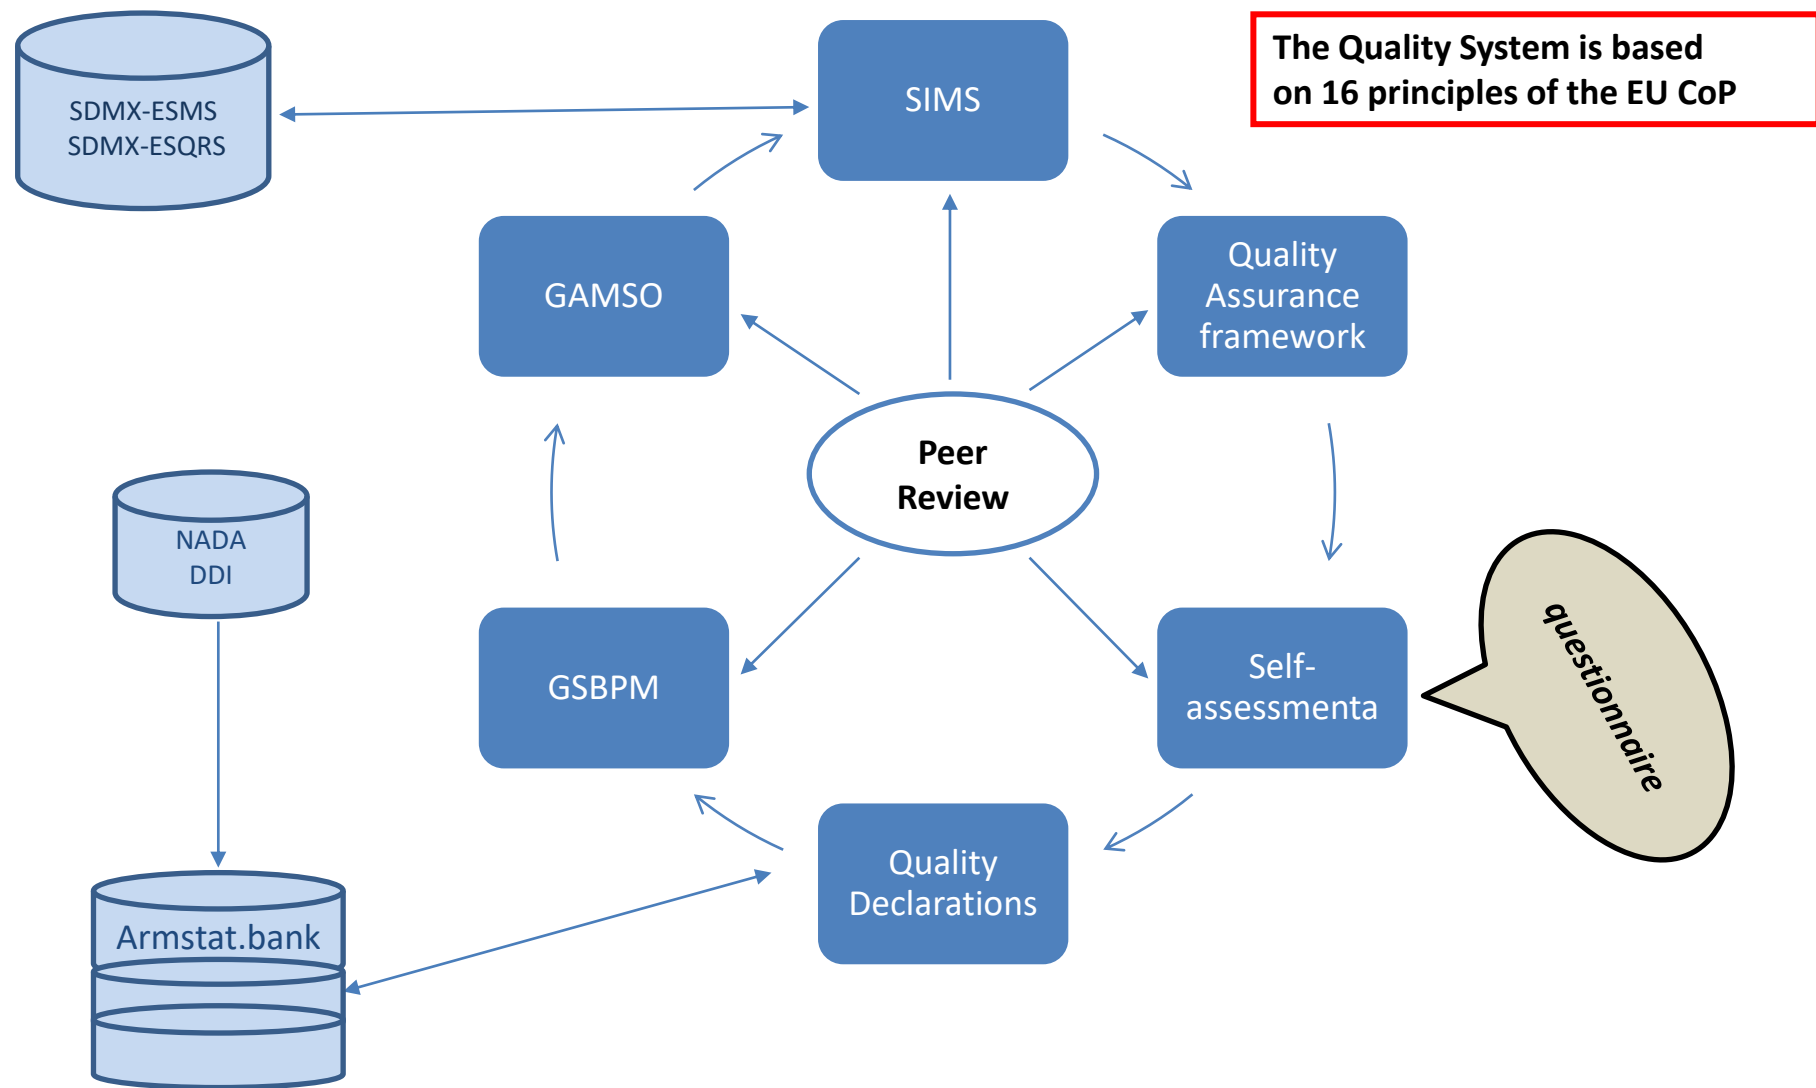 The Quality System is based
on 16 principles of the EU CoP
SDMX-ESMS
SDMX-ESQRS
SIMS
GAMSO
Quality
Assurance
framework
Peer
Review
NADA
DDI
GSBPM
Self-
assessmenta
questionnaire
Quality
Declarations
Armstat.bank